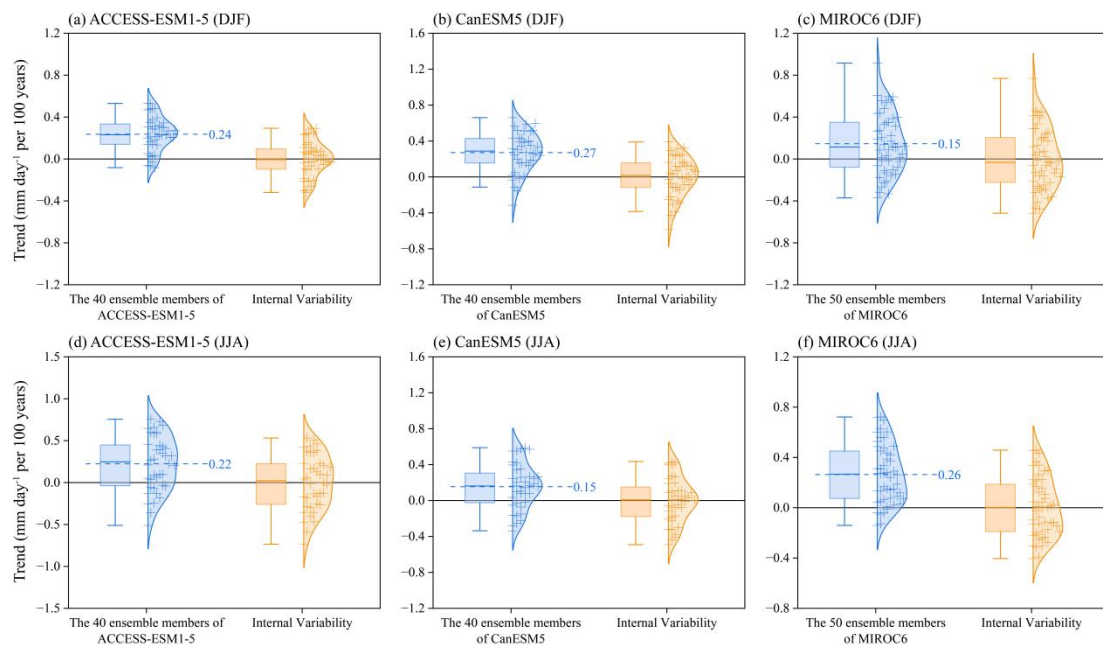 (a) ACCESS-ESM1-5 (DJF)
(b) CanESM5 (DJF)
(c) MIROC6 (DJF)
Trend (mm day⁻¹ per 100 years)
1.2
0.8
0.4
0.0
−0.4
−0.8
−1.2
0.24
The 40 ensemble members of
ACCESS-ESM1-5
Internal Variability
1.6
1.2
0.8
0.4
0.0
−0.4
−0.8
−1.2
0.27
The 40 ensemble members
of CanESM5
Internal Variability
1.2
0.8
0.4
0.0
−0.4
−0.8
−1.2
0.15
The 50 ensemble members
of MIROC6
Internal Variability
(d) ACCESS-ESM1-5 (JJA)
(e) CanESM5 (JJA)
(f) MIROC6 (JJA)
Trend (mm day⁻¹ per 100 years)
1.5
1.0
0.5
0.0
−0.5
−1.0
−1.5
0.22
The 40 ensemble members of
ACCESS-ESM1-5
Internal Variability
1.6
1.2
0.8
0.4
0.0
−0.4
−0.8
−1.2
0.15
The 40 ensemble members
of CanESM5
Internal Variability
1.2
0.8
0.4
0.0
−0.4
−0.8
0.26
The 50 ensemble members
of MIROC6
Internal Variability